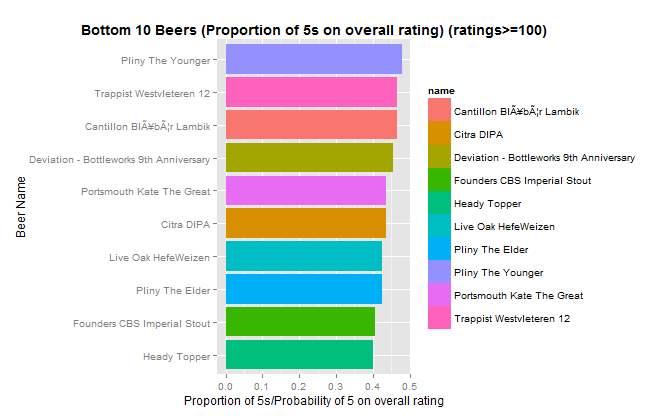 Bottom 10 Beers (Proportion of 5s on overall rating) (ratings>=100)
Beer Name
Pliny The Younger
Trappist Westvleteren 12
Cantillon BlÃ¥bÃ¦r Lambik
Deviation - Bottleworks 9th Anniversary
Portsmouth Kate The Great
Citra DIPA
Live Oak HefeWeizen
Pliny The Elder
Founders CBS Imperial Stout
Heady Topper
0.0 0.1 0.2 0.3 0.4 0.5
Proportion of 5s/Probability of 5 on overall rating
name
Cantillon BlÃ¥bÃ¦r Lambik
Citra DIPA
Deviation - Bottleworks 9th Anniversary
Founders CBS Imperial Stout
Heady Topper
Live Oak HefeWeizen
Pliny The Elder
Pliny The Younger
Portsmouth Kate The Great
Trappist Westvleteren 12